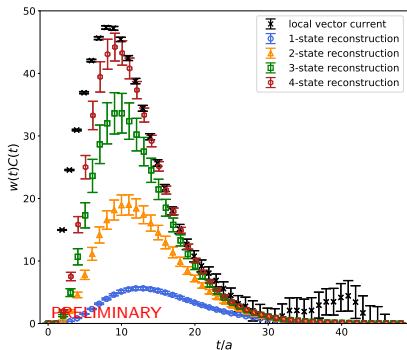 50
40
30
20
10
0
w(t)C(t)
local vector current
1-state reconstruction
2-state reconstruction
3-state reconstruction
4-state reconstruction
PRELIMINARY
0 10 20 30 40
t/a